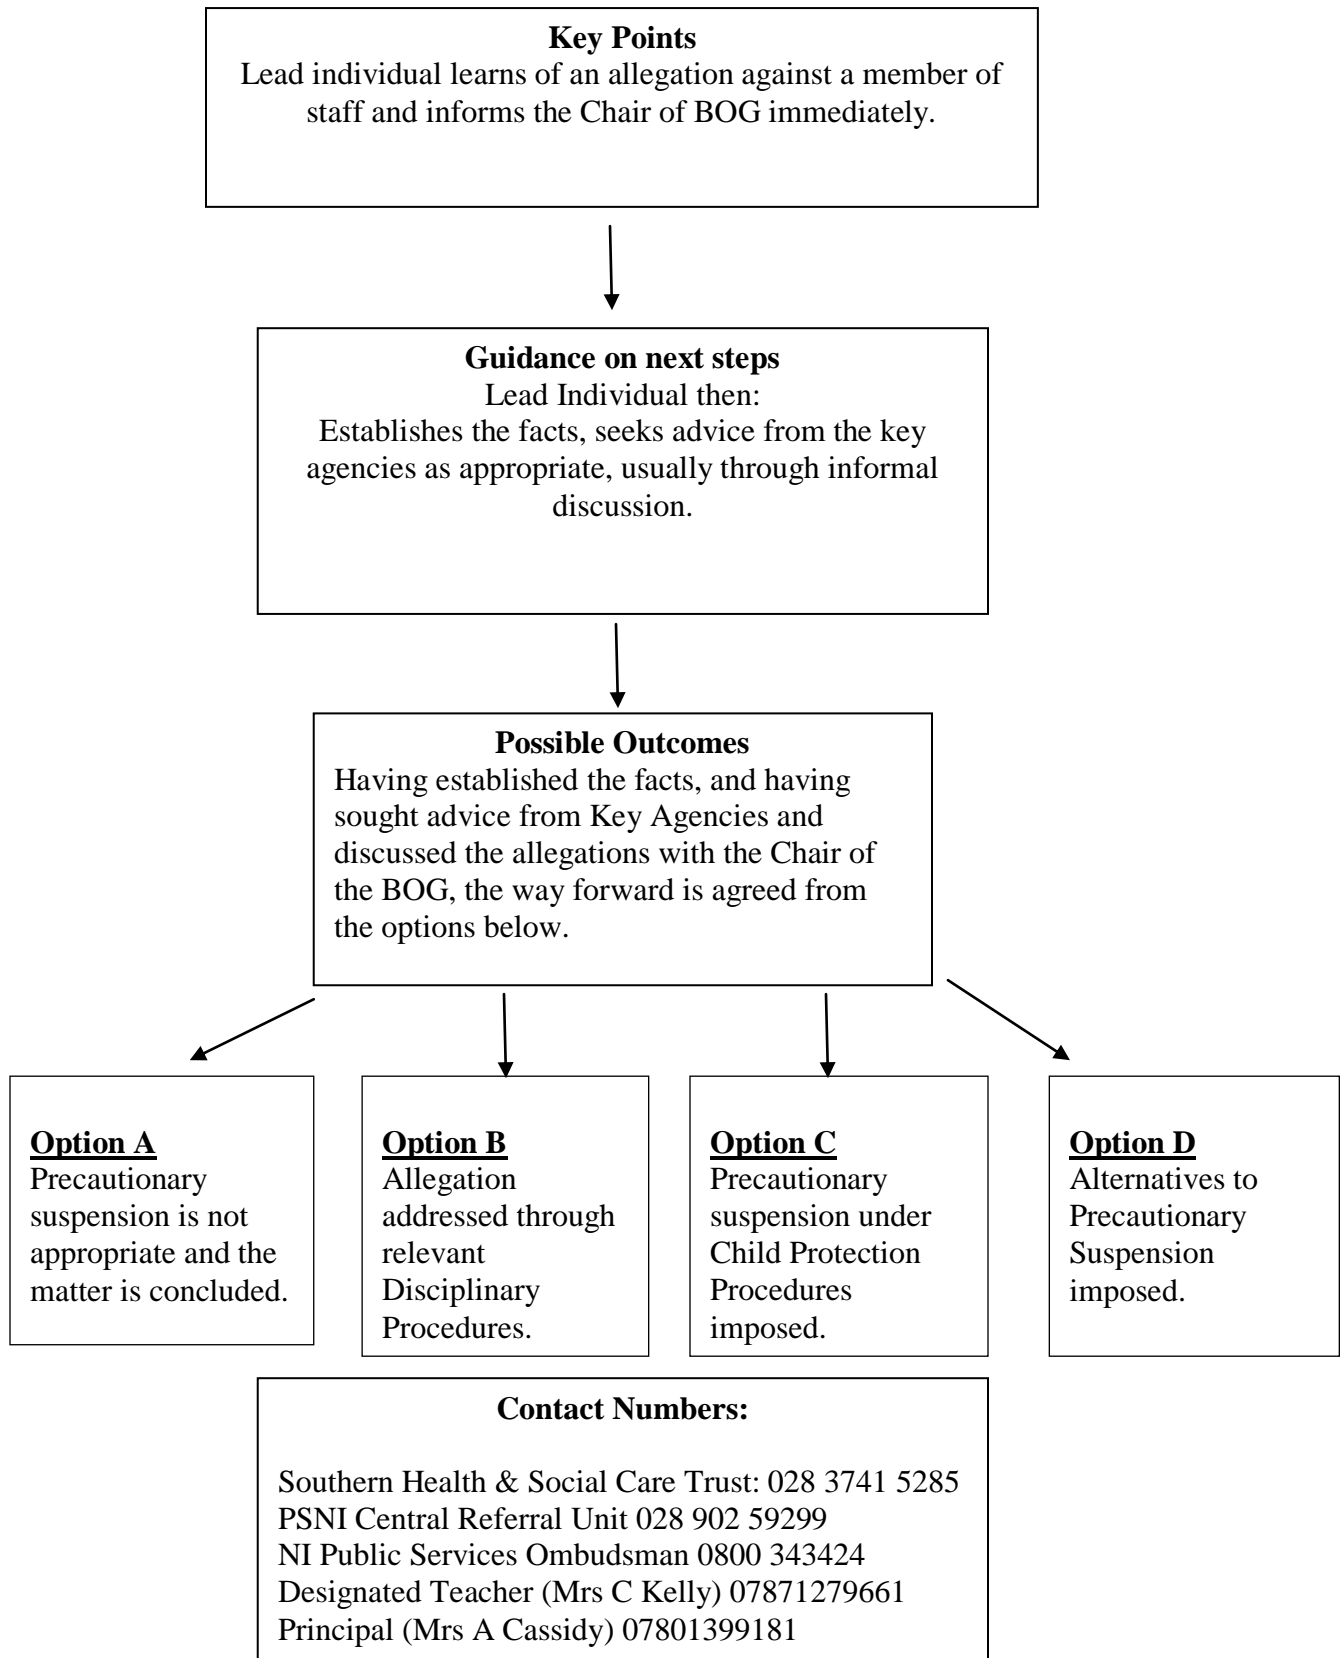 Key Points
Lead individual learns of an allegation against a member of
staff and informs the Chair of BOG immediately.
Guidance on next steps
Lead Individual then:
Establishes the facts, seeks advice from the key
agencies as appropriate, usually through informal
discussion.
Possible Outcomes
Having established the facts, and having
sought advice from Key Agencies and
discussed the allegations with the Chair of
the BOG, the way forward is agreed from
the options below.
Option A
Precautionary
suspension is not
appropriate and the
matter is concluded.
Option B
Allegation
addressed through
relevant
Disciplinary
Procedures.
Option C
Precautionary
suspension under
Child Protection
Procedures
imposed.
Option D
Alternatives to
Precautionary
Suspension
imposed.
Contact Numbers:
Southern Health & Social Care Trust: 028 3741 5285
PSNI Central Referral Unit 028 902 59299
NI Public Services Ombudsman 0800 343424
Designated Teacher (Mrs C Kelly) 07871279661
Principal (Mrs A Cassidy) 07801399181